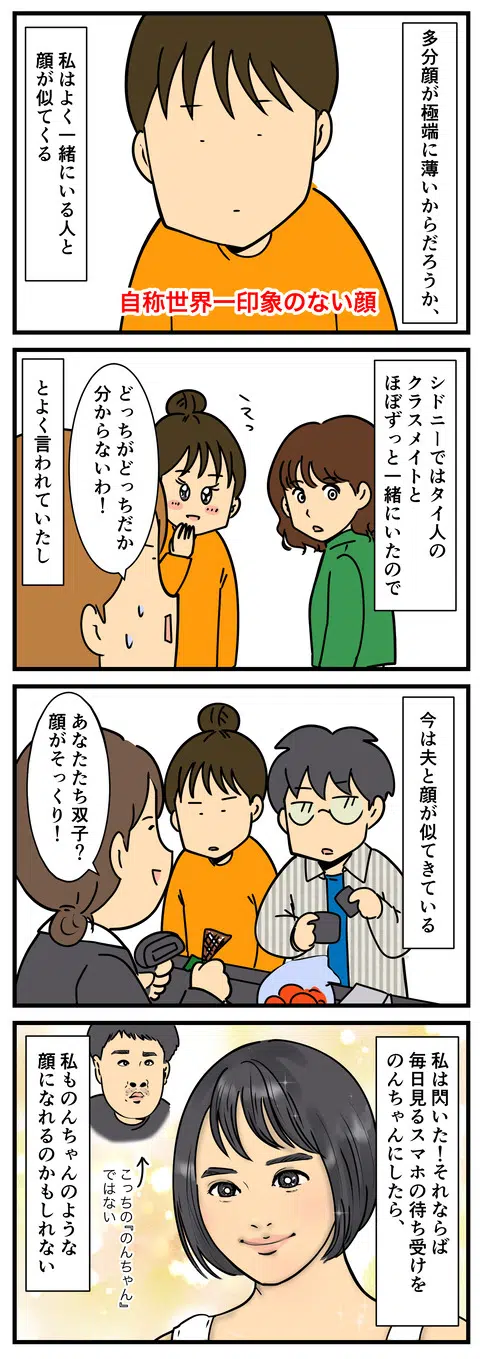 多分顔が極端に薄いからだろうか、
私はよく一緒にいる人と
顔が似てくる
自称世界一印象のない顔
シドニーではタイ人の
クラスメイトと
ほぼずっと一緒にいたので
どっちがどっちだか
分からないわ！
とよく言われていたし
今は夫と顔が似てきている
あなたたち双子？
顔がそっくり！
私は閃いた！それならば
毎日見るスマホの待ち受けを
のんちゃんにしたら、
こっちの『のんちゃん』
ではない
私ものんちゃんのような
顔になれるのかもしれない